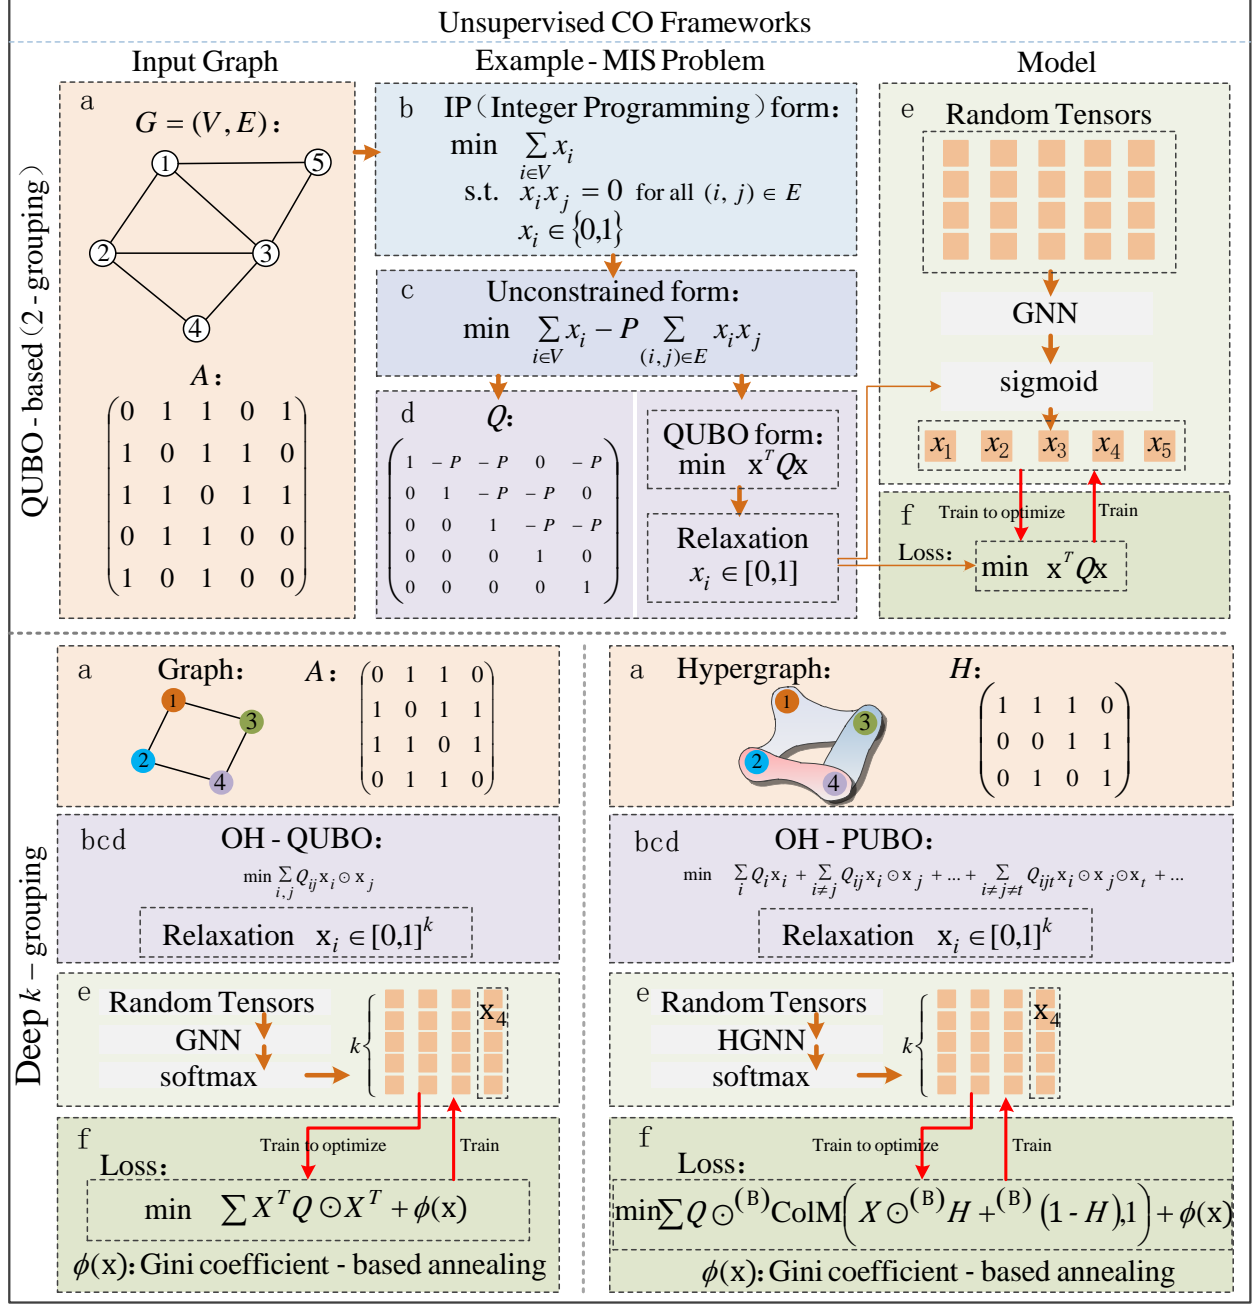 Unsupervised CO Frameworks
Input Graph
Example - MIS Problem
Model
QUBO - based (2 - grouping)
a
G = (V, E):
1
5
2
3
4
A:
0 1 1 0 1
1 0 1 1 0
1 1 0 1 1
0 1 1 0 0
1 0 1 0 0
b
IP (Integer Programming) form:
min ∑_{i∈V} x_i
s.t. x_i x_j = 0 for all (i, j) ∈ E
x_i ∈ {0,1}
c
Unconstrained form:
min ∑_{i∈V} x_i − P ∑_{(i,j)∈E} x_i x_j
d
Q:
1 −P −P 0 −P
0 1 −P −P 0
0 0 1 −P −P
0 0 0 1 0
0 0 0 0 1
QUBO form:
min x^T Qx
Relaxation
x_i ∈ [0,1]
e
Random Tensors
GNN
sigmoid
x_1 x_2 x_3 x_4 x_5
f
Train to optimize
Train
Loss:
min x^T Qx
Deep k − grouping
a
Graph:
1
3
2
4
A:
0 1 1 0
1 0 1 1
1 1 0 1
0 1 1 0
bcd
OH - QUBO:
min ∑_{i,j} Q_{ij} x_i ⊙ x_j
Relaxation x_i ∈ [0,1]^k
e
Random Tensors
GNN
softmax
k
x_4
f
Train to optimize
Train
Loss:
min ∑ X^T Q ⊙ X^T + ϕ(x)
ϕ(x): Gini coefficient - based annealing
a
Hypergraph:
1
3
2
4
H:
1 1 1 0
0 0 1 1
0 1 0 1
bcd
OH - PUBO:
min ∑_i Q_i x_i + ∑_{i≠j} Q_{ij} x_i ⊙ x_j + ... + ∑_{i≠j≠t} Q_{ijt} x_i ⊙ x_j ⊙ x_t + ...
Relaxation x_i ∈ [0,1]^k
e
Random Tensors
HGNN
softmax
k
x_4
f
Train to optimize
Train
Loss:
min ∑ Q ⊙^{(B)} ColM( X ⊙^{(B)} H +^{(B)} (1 - H),1 ) + ϕ(x)
ϕ(x): Gini coefficient - based annealing